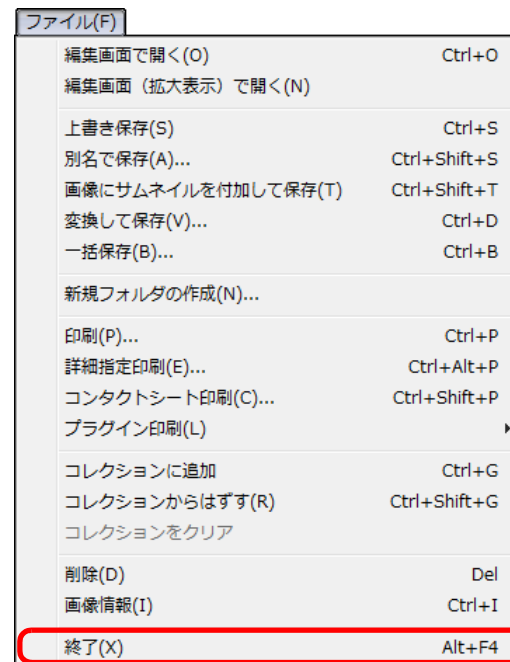 ファイル(F)
編集画面で開く(O) Ctrl+O
編集画面（拡大表示）で開く(N)
上書き保存(S) Ctrl+S
別名で保存(A)... Ctrl+Shift+S
画像にサムネイルを付加して保存(T) Ctrl+Shift+T
変換して保存(V)... Ctrl+D
一括保存(B)... Ctrl+B
新規フォルダの作成(N)...
印刷(P)... Ctrl+P
詳細指定印刷(E)... Ctrl+Alt+P
コンタクトシート印刷(C)... Ctrl+Shift+P
プラグイン印刷(L)
コレクションに追加 Ctrl+G
コレクションからはずす(R) Ctrl+Shift+G
コレクションをクリア
削除(D) Del
画像情報(I) Ctrl+I
終了(X) Alt+F4